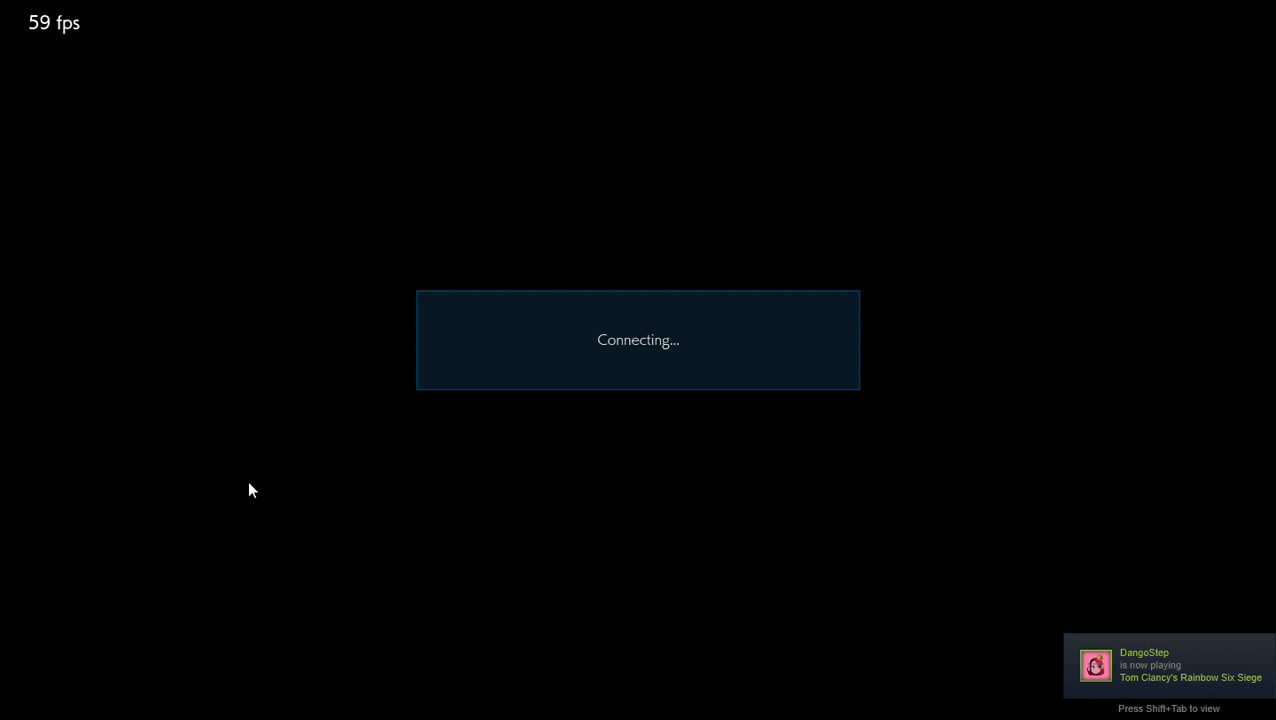 59 fps
Connecting...
DangoStep
is now playing
Tom Clancy's Rainbow Six Siege
Press Shift+Tab to view